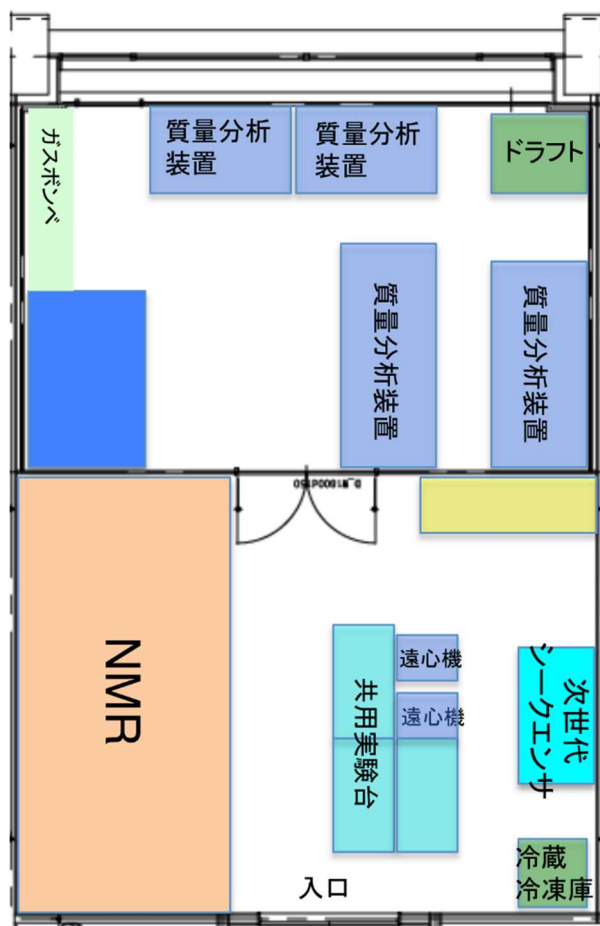 ガスボンベ
質量分析
装置
質量分析
装置
ドラフト
質量分析装置
質量分析装置
NMR
共用実験台
遠心機
遠心機
次世代
シークエンサ
冷蔵
冷凍庫
入口